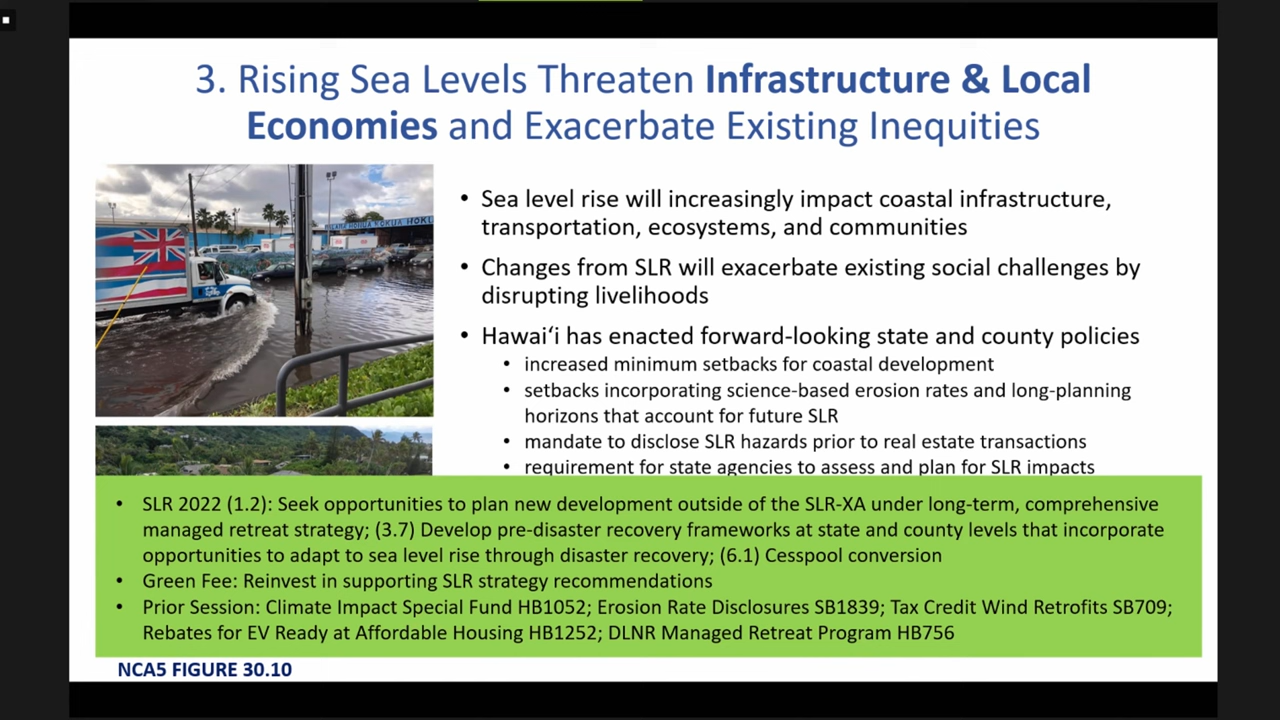 3. Rising Sea Levels Threaten Infrastructure & Local
Economies and Exacerbate Existing Inequities
• Sea level rise will increasingly impact coastal infrastructure,
transportation, ecosystems, and communities
• Changes from SLR will exacerbate existing social challenges by
disrupting livelihoods
• Hawaiʻi has enacted forward-looking state and county policies
• increased minimum setbacks for coastal development
• setbacks incorporating science-based erosion rates and long-planning
horizons that account for future SLR
• mandate to disclose SLR hazards prior to real estate transactions
• requirement for state agencies to assess and plan for SLR impacts
• SLR 2022 (1.2): Seek opportunities to plan new development outside of the SLR-XA under long-term, comprehensive
managed retreat strategy; (3.7) Develop pre-disaster recovery frameworks at state and county levels that incorporate
opportunities to adapt to sea level rise through disaster recovery; (6.1) Cesspool conversion
• Green Fee: Reinvest in supporting SLR strategy recommendations
• Prior Session: Climate Impact Special Fund HB1052; Erosion Rate Disclosures SB1839; Tax Credit Wind Retrofits SB709;
Rebates for EV Ready at Affordable Housing HB1252; DLNR Managed Retreat Program HB756
NCA5 FIGURE 30.10